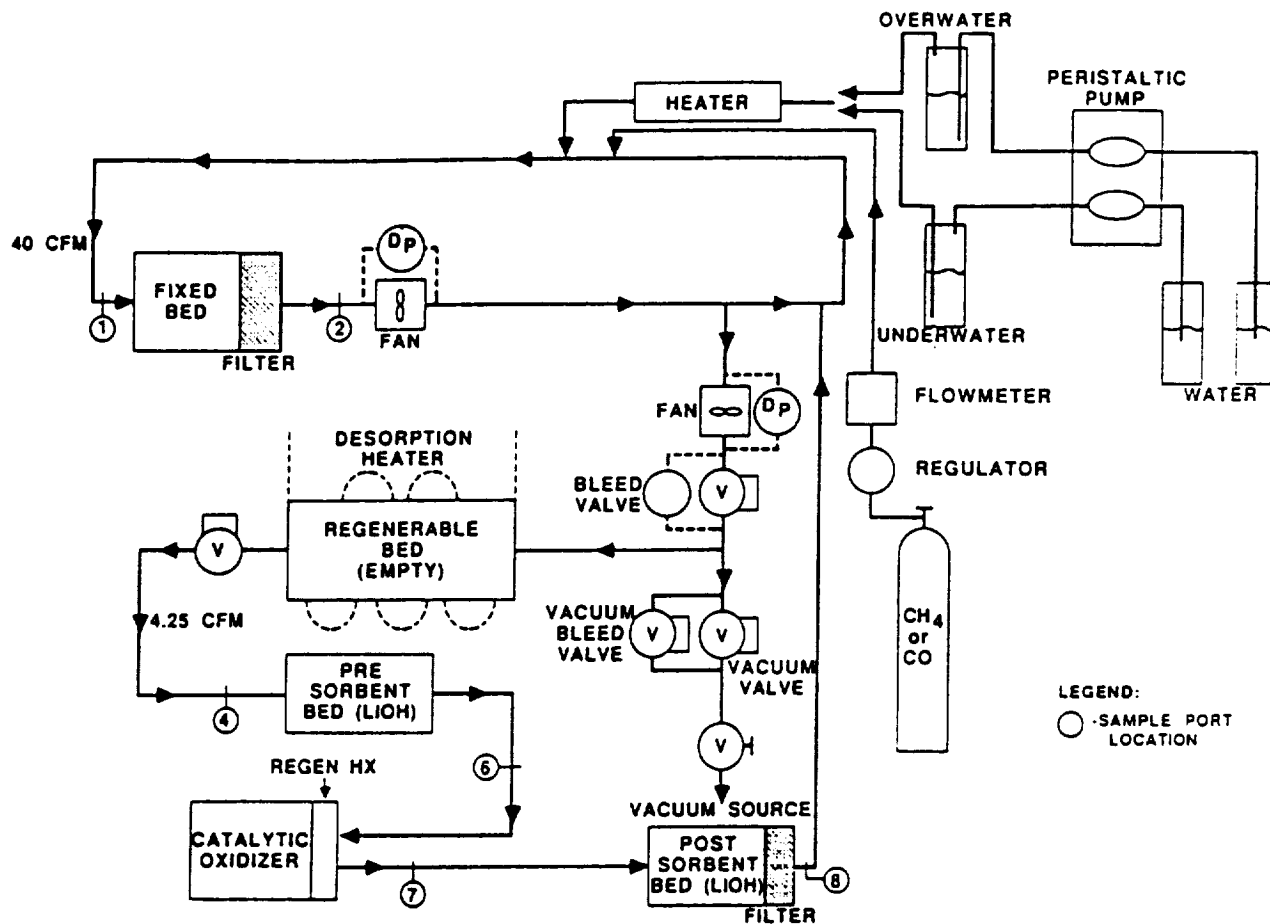 OVERWATER
PERISTALTIC
PUMP
HEATER
40 CFM
DP
FIXED
BED
1
2
FILTER
FAN
UNDERWATER
WATER
FLOWMETER
FAN
DP
DESORPTION
HEATER
REGULATOR
BLEED
VALVE
V
V
REGENERABLE
BED
(EMPTY)
4.25 CFM
VACUUM
BLEED
VALVE
V
V
VACUUM
VALVE
CH4
or
CO
PRE
SORBENT
BED (LIOH)
4
LEGEND:
-SAMPLE PORT
LOCATION
V
6
REGEN HX
VACUUM SOURCE
CATALYTIC
OXIDIZER
POST
SORBENT
BED (LIOH)
7
8
FILTER